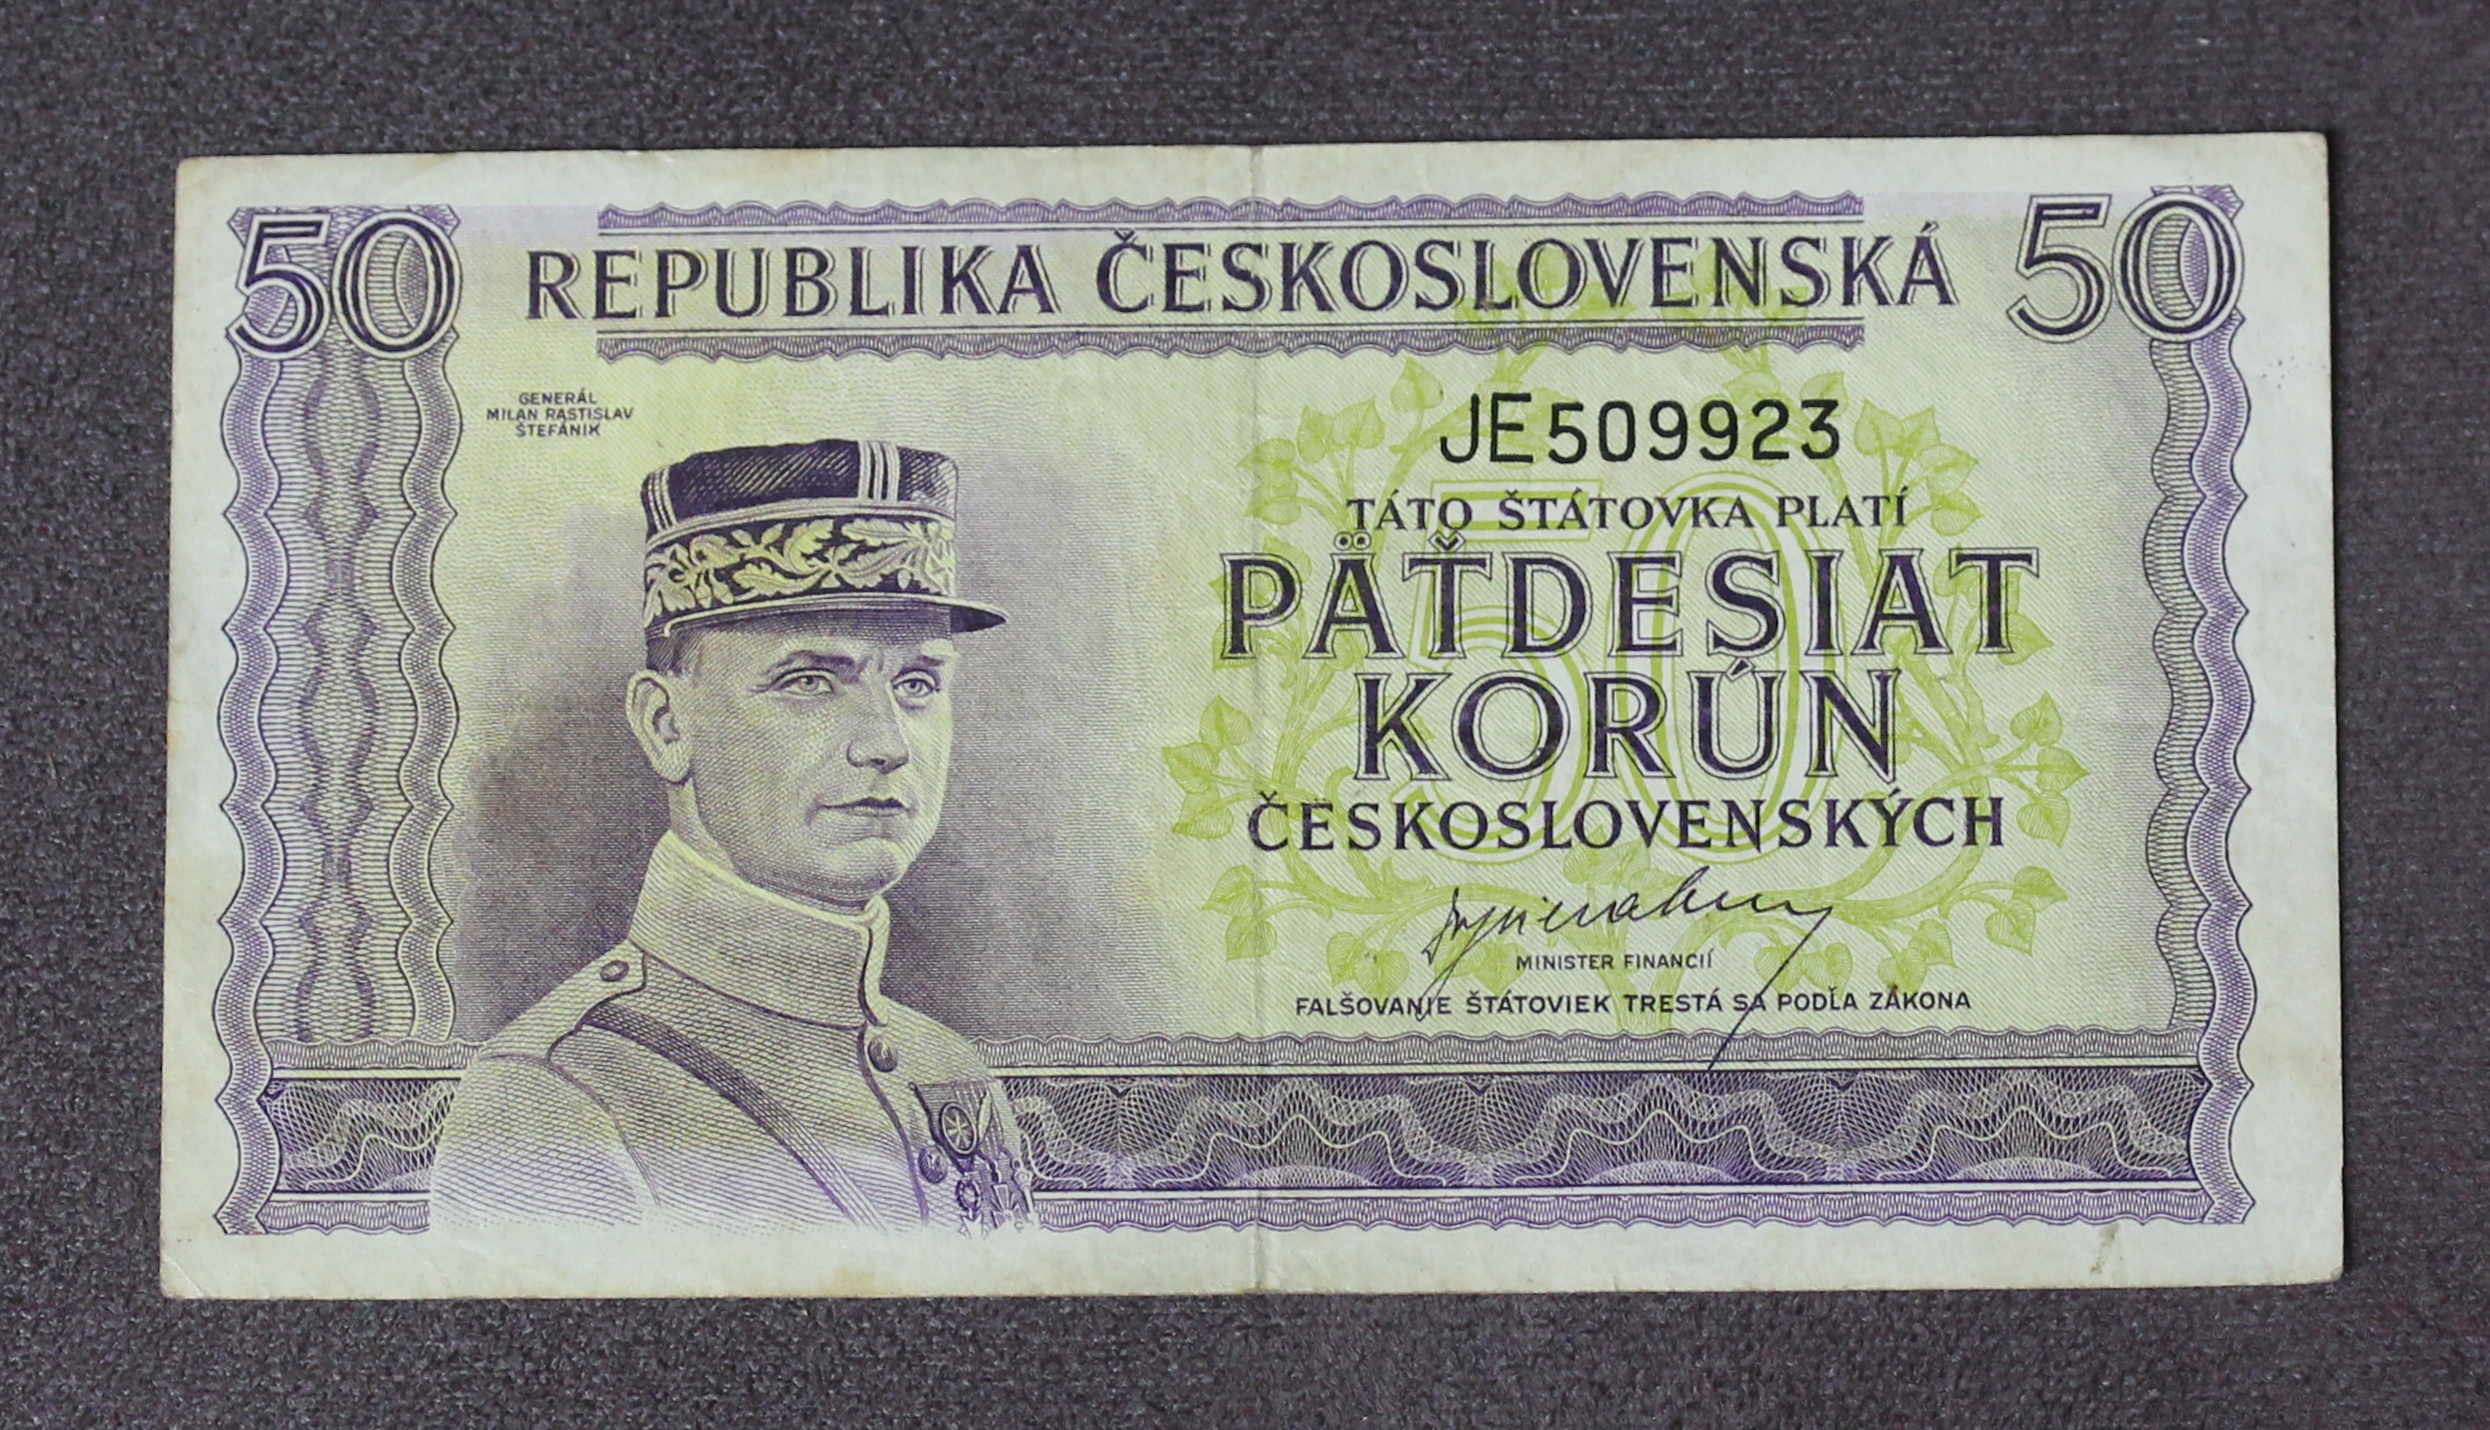 50 REPUBLIKA ČESKOSLOVENSKÁ 50
GENERÁL
MILAN RASTISLAV
ŠTEFÁNIK
JE509923
TÁTO ŠTÁTOVKA PLATÍ
PÄŤDESIAT
KORÚN
ČESKOSLOVENSKÝCH
MINISTER FINANCIÍ
FALŠOVANIE ŠTÁTOVIEK TRESTÁ SA PODĽA ZÁKONA
50